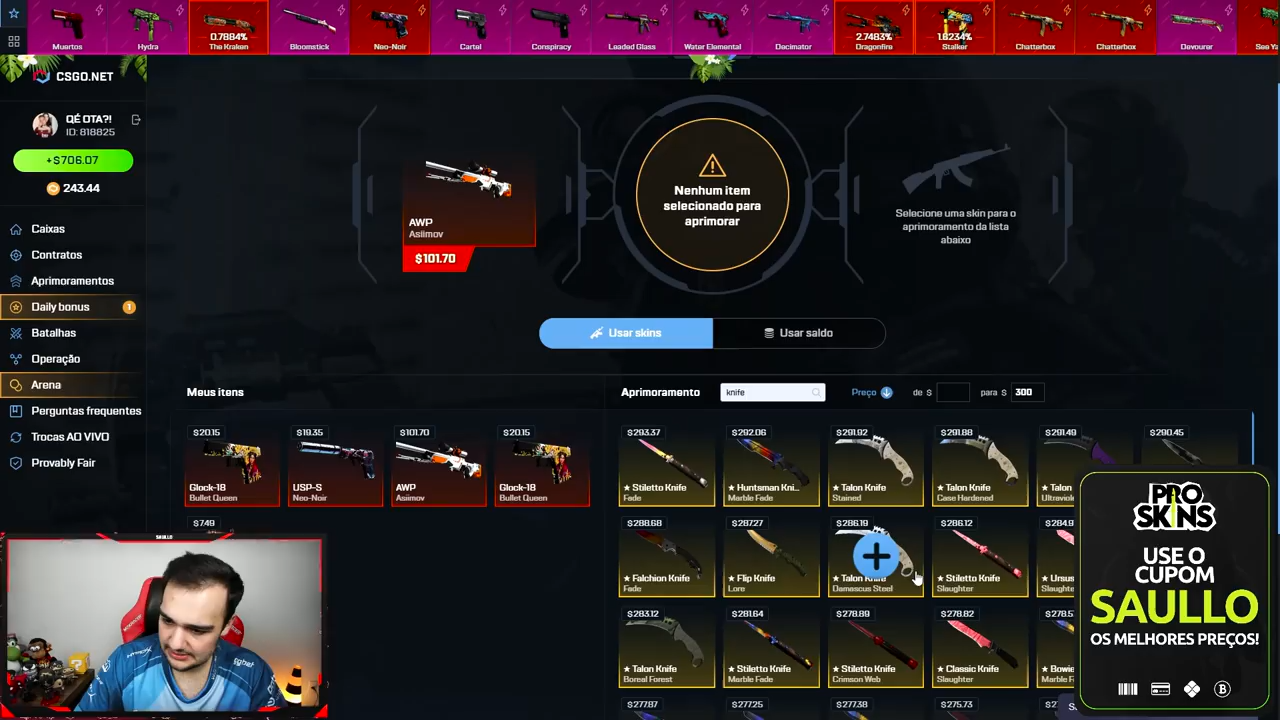 Muertos
Hydra
0.7884%
The Kraken
Bloomstick
Neo-Noir
Cartel
Conspiracy
Leaded Glass
Water Elemental
Decimator
2.7483%
Dragonfire
Stalker
Chatterbox
Chatterbox
Devourer
CSGO.NET
QÉ OTA?!
ID: 818825
+$706.07
243.44
Caixas
Contratos
Aprimoramentos
Daily bonus
1
Batalhas
Operação
Arena
Perguntas frequentes
Trocas AO VIVO
Provably Fair
AWP
Asiimov
$101.70
Nenhum item
selecionado para
aprimorar
Selecione uma skin para o
aprimoramento da lista
abaixo
Usar skins
Usar saldo
Meus itens
Aprimoramento
knife
Preço
de $
para $
300
$20.15
Glock-18
Bullet Queen
$19.35
USP-S
Neo-Noir
$101.70
AWP
Asiimov
$20.15
Glock-18
Bullet Queen
$7.49
$293.37
★ Stiletto Knife
Fade
$292.06
★ Huntsman Kni...
Marble Fade
$291.92
★ Talon Knife
Stained
$291.88
★ Talon Knife
Case Hardened
$291.49
★ Talon
Ultraviole
$290.45
$288.68
★ Falchion Knife
Fade
$287.27
★ Flip Knife
Lore
$286.19
★ Talon Knife
Damascus Steel
$286.12
★ Stiletto Knife
Slaughter
★ Ursus
Slaughter
$283.12
★ Talon Knife
Boreal Forest
$281.64
★ Stiletto Knife
Marble Fade
$278.89
★ Stiletto Knife
Crimson Web
$278.82
★ Classic Knife
Slaughter
★ Bowie
Marble F
$277.87
$277.25
$277.38
$275.73
SAULLO
PRO
SKINS
USE O
CUPOM
SAULLO
OS MELHORES PREÇOS!